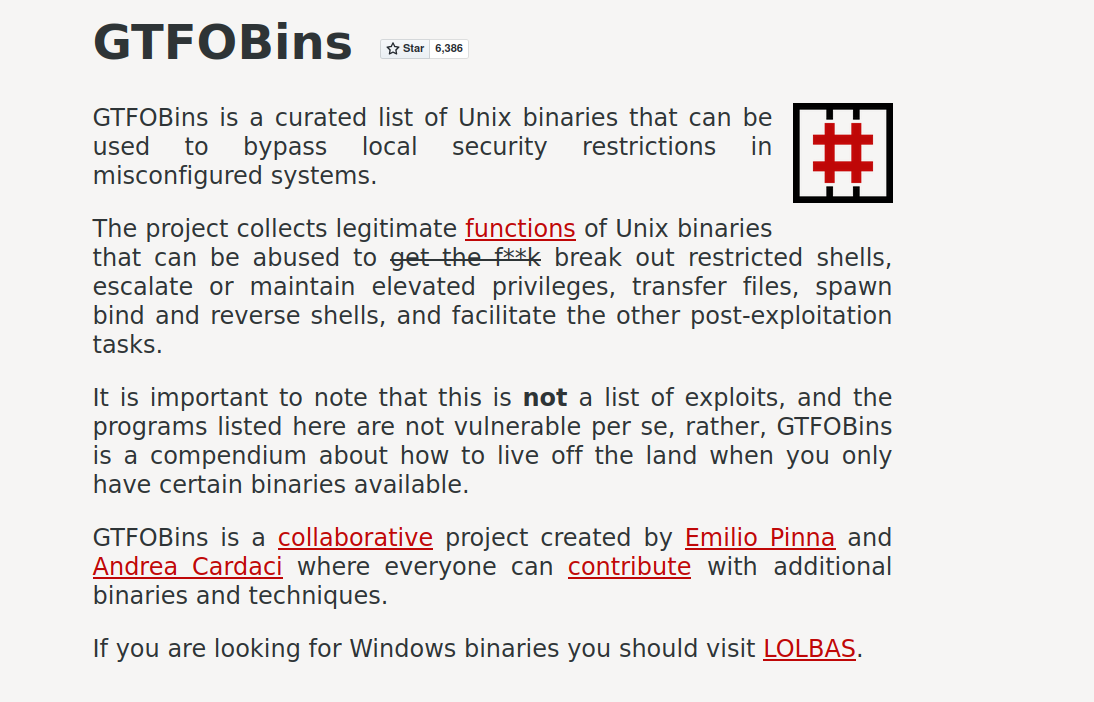 GTFOBins
Star 6,386
GTFOBins is a curated list of Unix binaries that can be
used to bypass local security restrictions in
misconfigured systems.
The project collects legitimate functions of Unix binaries
that can be abused to get the f**k break out restricted shells,
escalate or maintain elevated privileges, transfer files, spawn
bind and reverse shells, and facilitate the other post-exploitation
tasks.
It is important to note that this is not a list of exploits, and the
programs listed here are not vulnerable per se, rather, GTFOBins
is a compendium about how to live off the land when you only
have certain binaries available.
GTFOBins is a collaborative project created by Emilio Pinna and
Andrea Cardaci where everyone can contribute with additional
binaries and techniques.
If you are looking for Windows binaries you should visit LOLBAS.